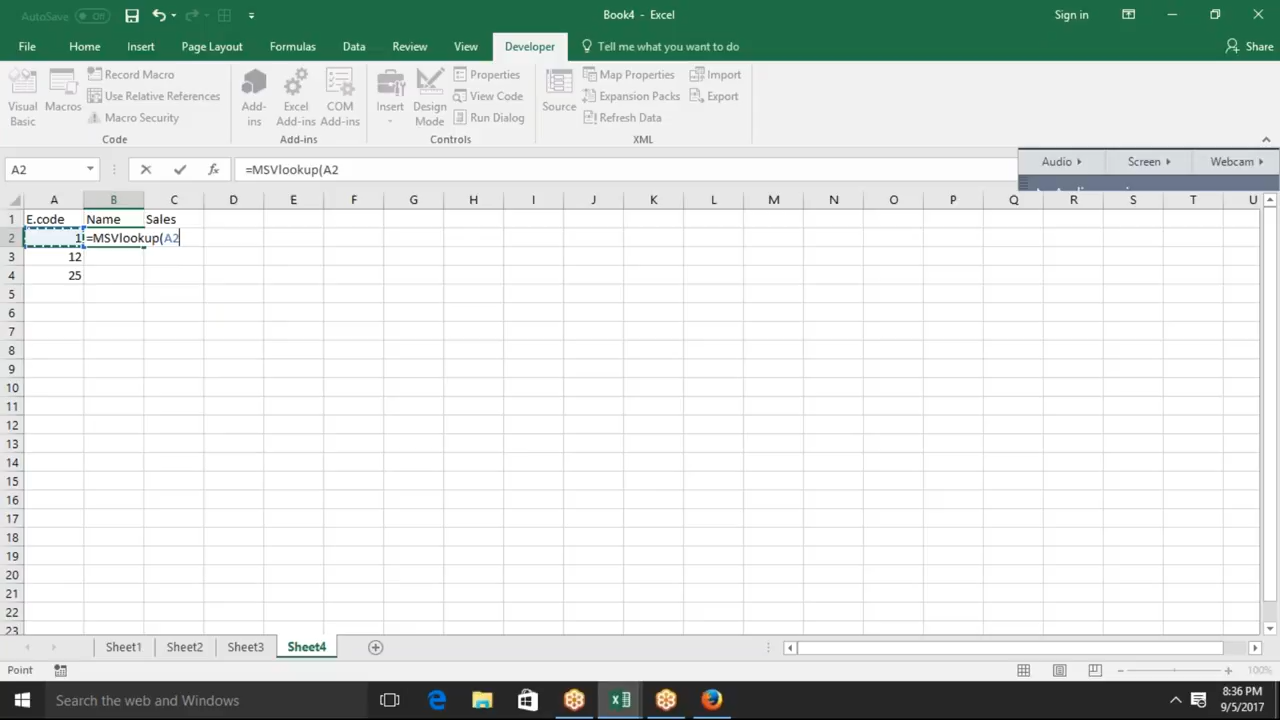 AutoSave Off
Book4 - Excel
Sign in
File Home Insert Page Layout Formulas Data Review View Developer Tell me what you want to do
Share
Visual Basic
Macros
Record Macro
Use Relative References
Macro Security
Code
Add-ins
Excel Add-ins
COM Add-ins
Add-ins
Insert
Design Mode
Properties
View Code
Run Dialog
Controls
Source
Map Properties
Expansion Packs
Refresh Data
Import
Export
XML
A2
fx
=MSVlookup(A2
Audio Screen Webcam
A B C D E F G H I J K L M N O P Q R S T U
1 E.code Name Sales
2 1 =MSVlookup(A2
3 12
4 25
5
6
7
8
9
10
11
12
13
14
15
16
17
18
19
20
21
22
23
Sheet1 Sheet2 Sheet3 Sheet4
Point
100%
Search the web and Windows
8:36 PM
9/5/2017